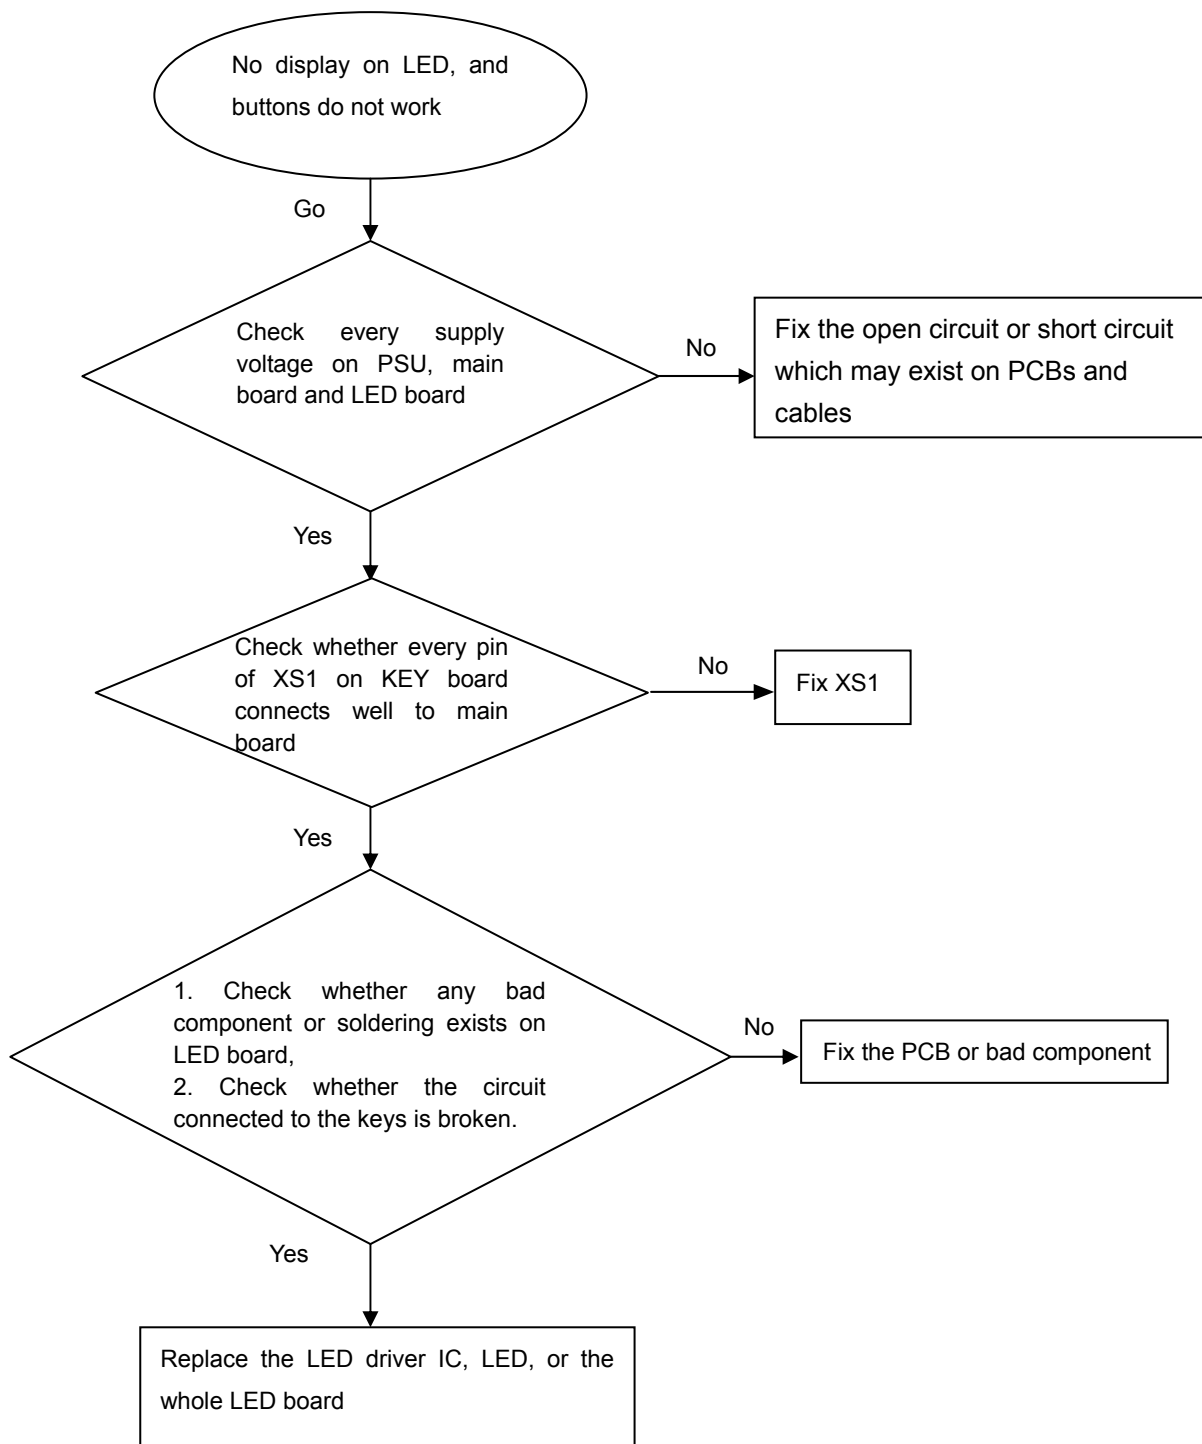 No display on LED, and
buttons do not work
Go
Check every supply
voltage on PSU, main
board and LED board
No
Fix the open circuit or short circuit
which may exist on PCBs and
cables
Yes
Check whether every pin
of XS1 on KEY board
connects well to main
board
No
Fix XS1
Yes
1. Check whether any bad
component or soldering exists on
LED board,
2. Check whether the circuit
connected to the keys is broken.
No
Fix the PCB or bad component
Yes
Replace the LED driver IC, LED, or the
whole LED board